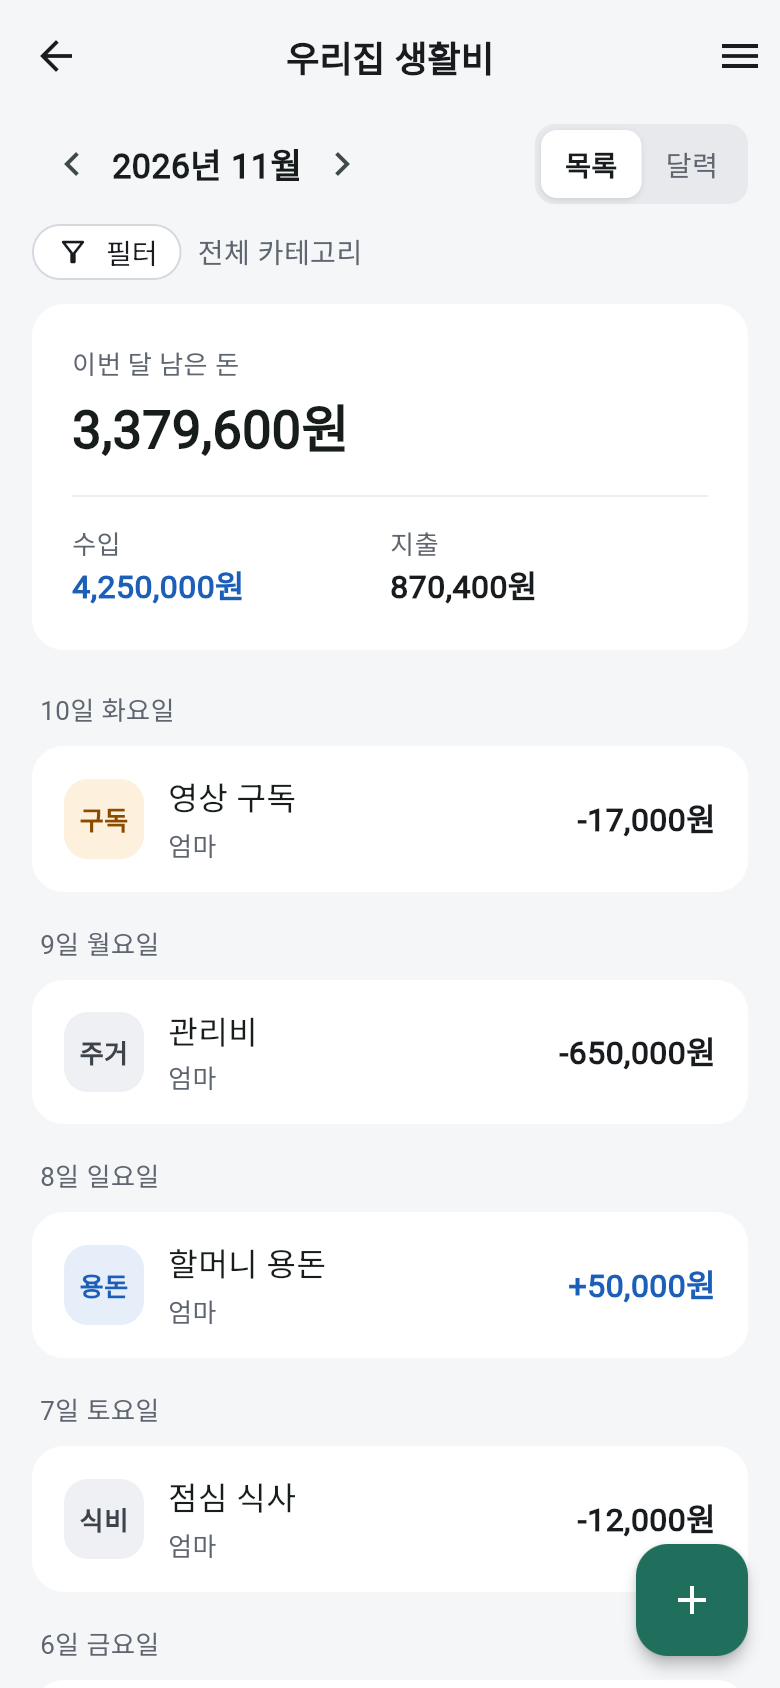 우리집 생활비
2026년 11월
목록 달력
필터 전체 카테고리
이번 달 남은 돈
3,379,600원
수입 지출
4,250,000원 870,400원
10일 화요일
구독 영상 구독 -17,000원
엄마
9일 월요일
주거 관리비 -650,000원
엄마
8일 일요일
용돈 할머니 용돈 +50,000원
엄마
7일 토요일
식비 점심 식사 -12,000원
엄마
+
6일 금요일